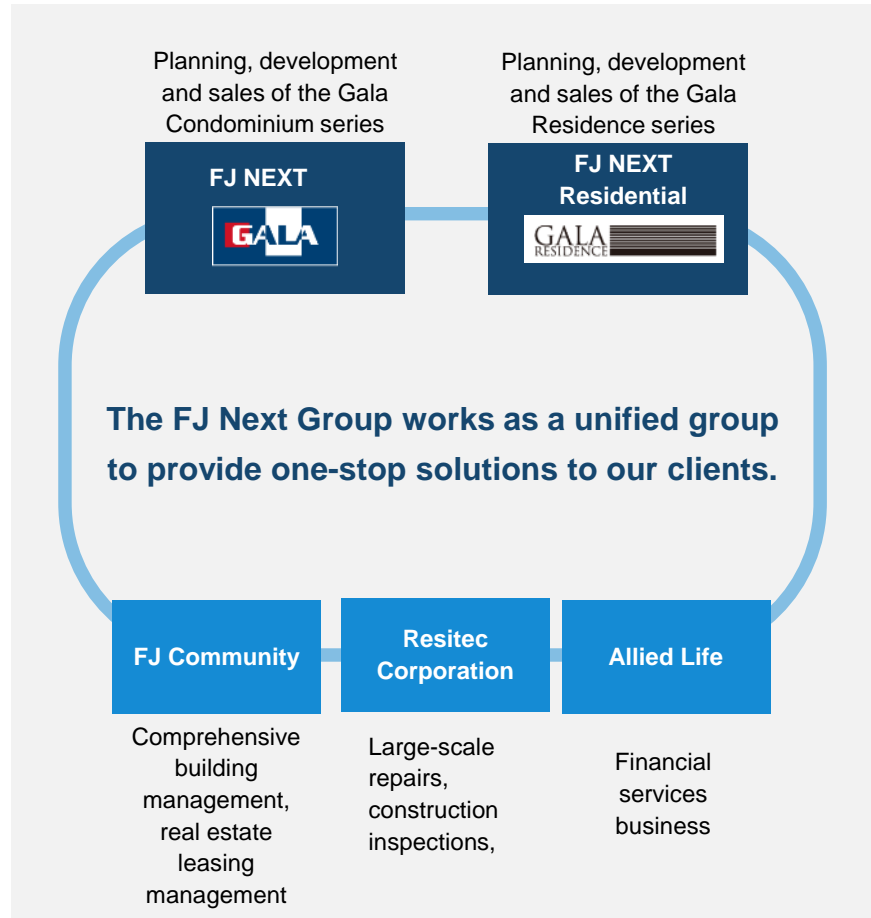 Planning, development
and sales of the Gala
Condominium series
Planning, development
and sales of the Gala
Residence series
FJ NEXT
GALA
FJ NEXT
Residential
GALA
RESIDENCE
The FJ Next Group works as a unified group
to provide one-stop solutions to our clients.
FJ Community
Resitec
Corporation
Allied Life
Comprehensive
building
management,
real estate
leasing
management
Large-scale
repairs,
construction
inspections,
Financial
services
business